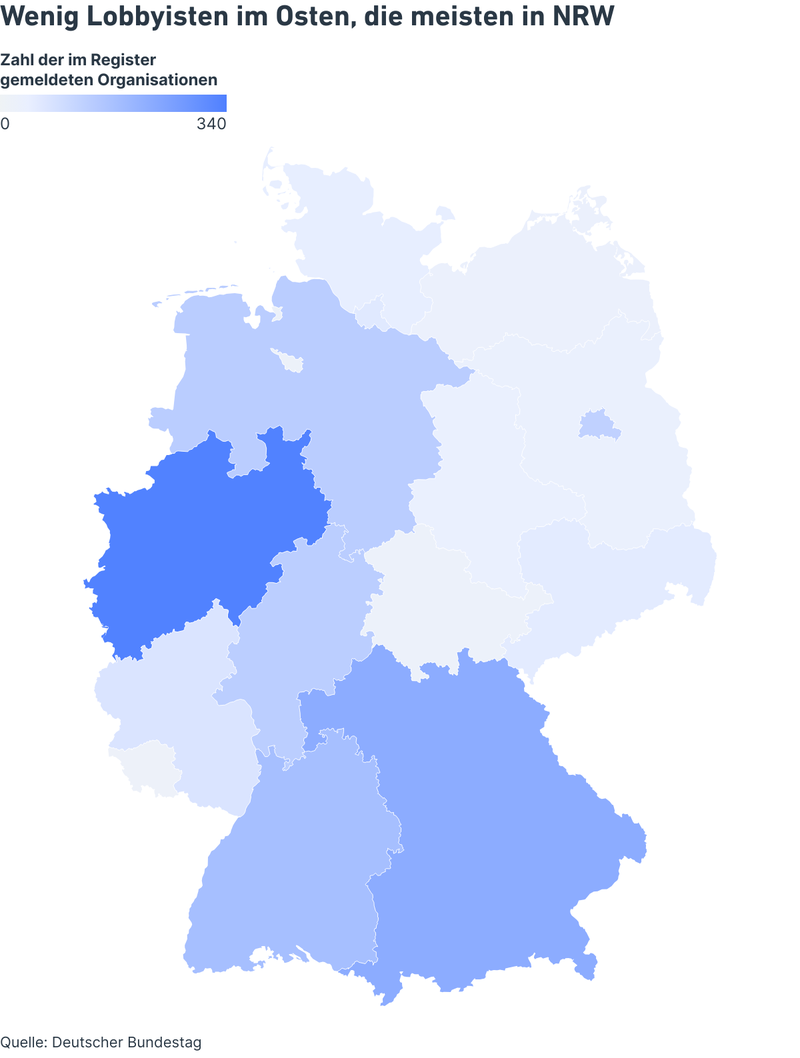 Wenig Lobbyisten im Osten, die meisten in NRW
Zahl der im Register
gemeldeten Organisationen
0 340
Quelle: Deutscher Bundestag